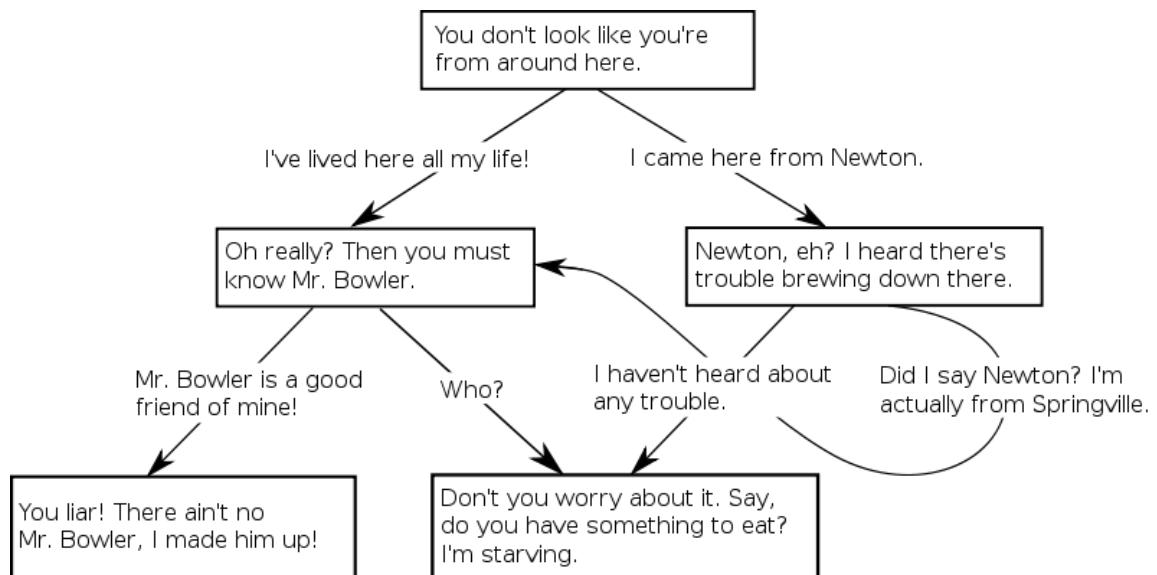 You don't look like you're
from around here.
I've lived here all my life!
I came here from Newton.
Oh really? Then you must
know Mr. Bowler.
Newton, eh? I heard there's
trouble brewing down there.
Mr. Bowler is a good
friend of mine!
Who?
I haven't heard about
any trouble.
Did I say Newton? I'm
actually from Springville.
You liar! There ain't no
Mr. Bowler, I made him up!
Don't you worry about it. Say,
do you have something to eat?
I'm starving.